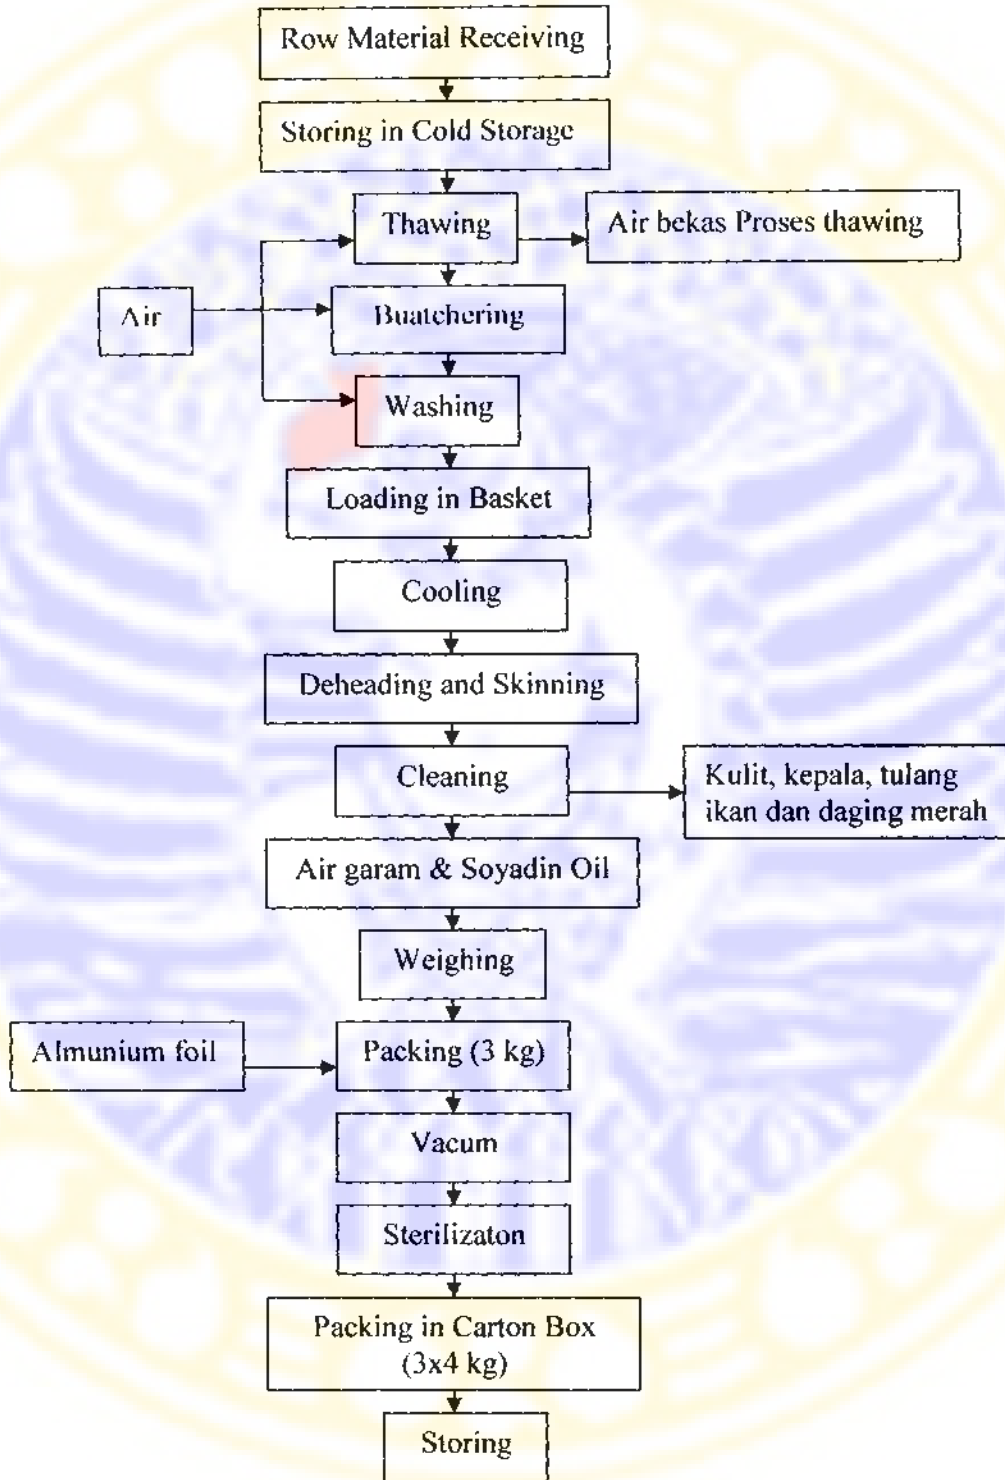 Row Material Receiving
Storing in Cold Storage
Thawing
Air bekas Proses thawing
Air
Buatchering
Washing
Loading in Basket
Cooling
Deheading and Skinning
Cleaning
Kulit, kepala, tulang
ikan dan daging merah
Air garam & Soyadin Oil
Weighing
Almunium foil
Packing (3 kg)
Vacum
Sterilizaton
Packing in Carton Box
(3x4 kg)
Storing